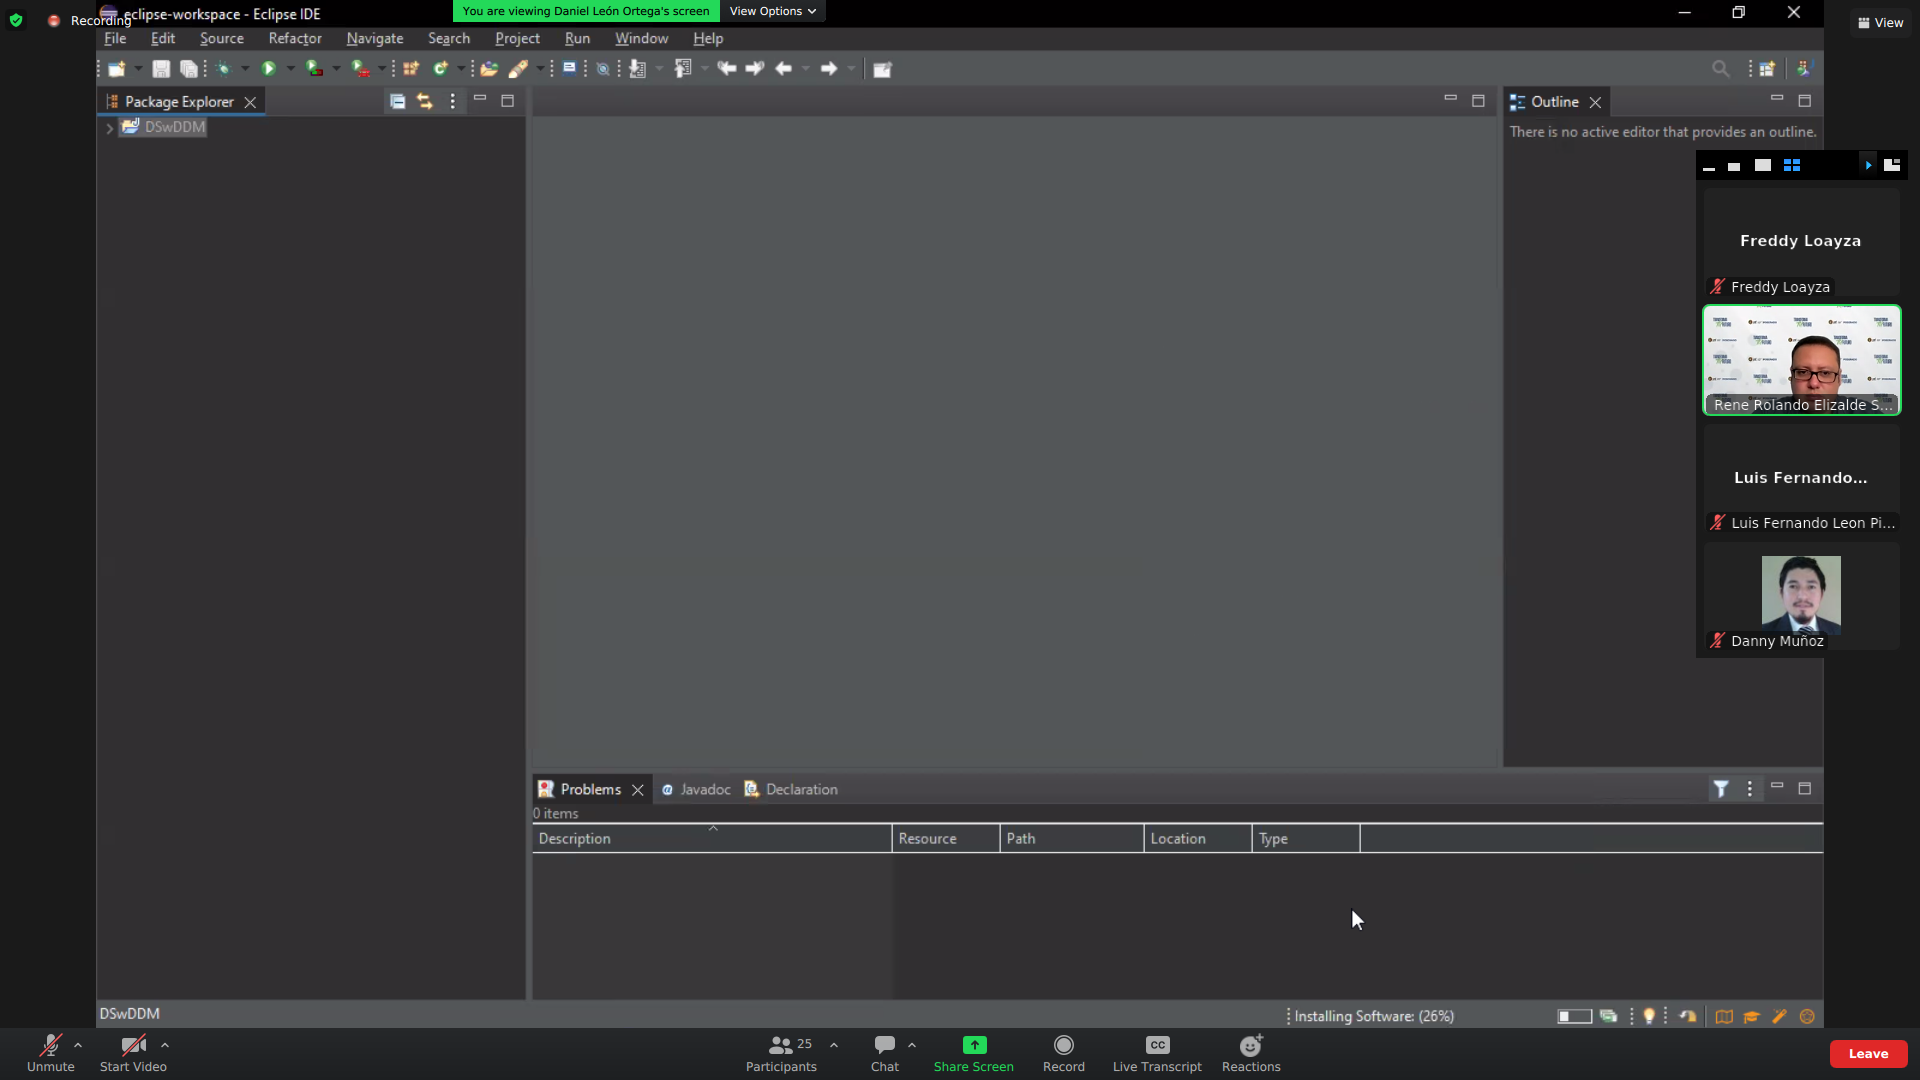 Recording
eclipse-workspace - Eclipse IDE
You are viewing Daniel León Ortega's screen
View Options
View
File Edit Source Refactor Navigate Search Project Run Window Help
Package Explorer
Outline
DSwDDM
There is no active editor that provides an outline.
Freddy Loayza
Freddy Loayza
Rene Rolando Elizalde S...
Luis Fernando...
Luis Fernando Leon Pi...
Danny Muñoz
Problems
Javadoc
Declaration
0 items
Description Resource Path Location Type
DSwDDM
Installing Software: (26%)
Unmute
Start Video
25
Participants
Chat
Share Screen
Record
CC
Live Transcript
Reactions
Leave